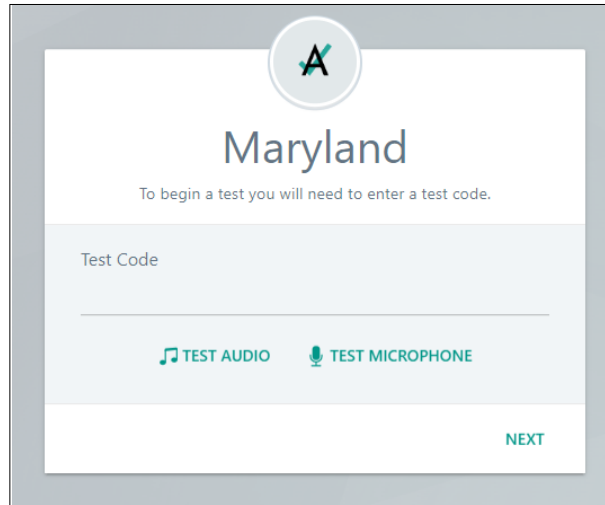 Maryland
To begin a test you will need to enter a test code.
Test Code
TEST AUDIO TEST MICROPHONE
NEXT